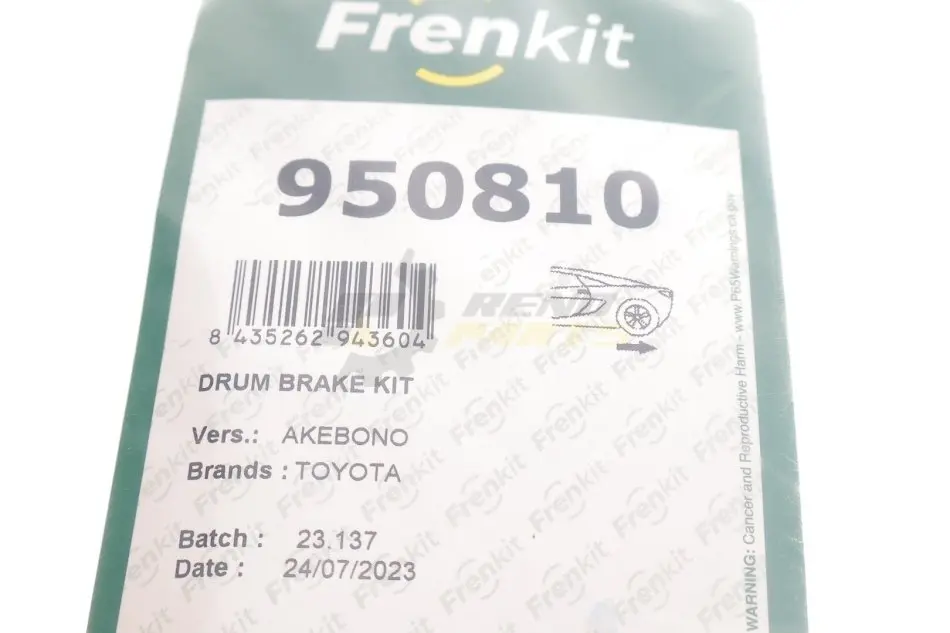 Frenkit
950810
8 435262 943604
DRUM BRAKE KIT
Vers.: AKEBONO
Brands : TOYOTA
Batch : 23.137
Date : 24/07/2023
WARNING: Cancer and Reproductive Harm - www.P65Warnings.ca.gov